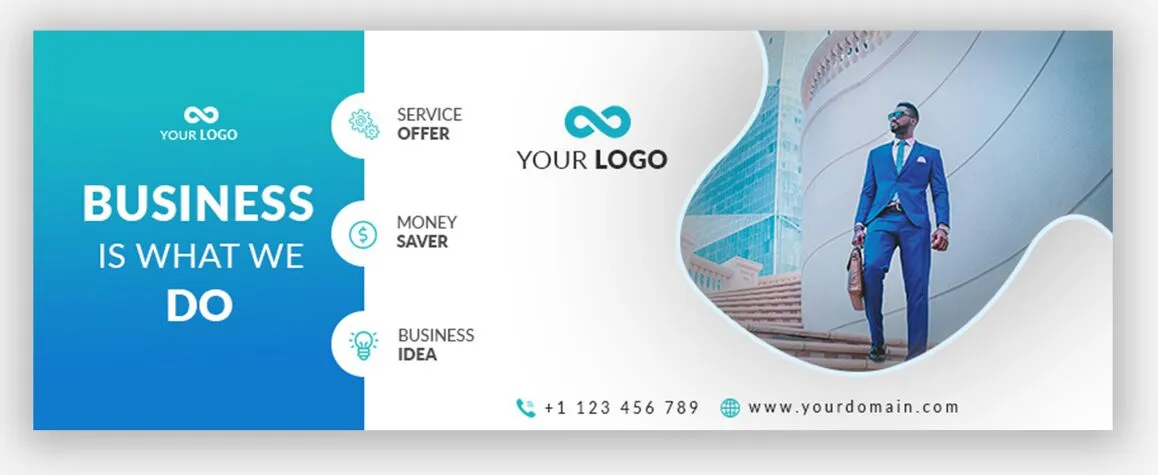 YOUR LOGO
BUSINESS
IS WHAT WE
DO
SERVICE
OFFER
MONEY
SAVER
BUSINESS
IDEA
YOUR LOGO
+1 123 456 789
www.yourdomain.com